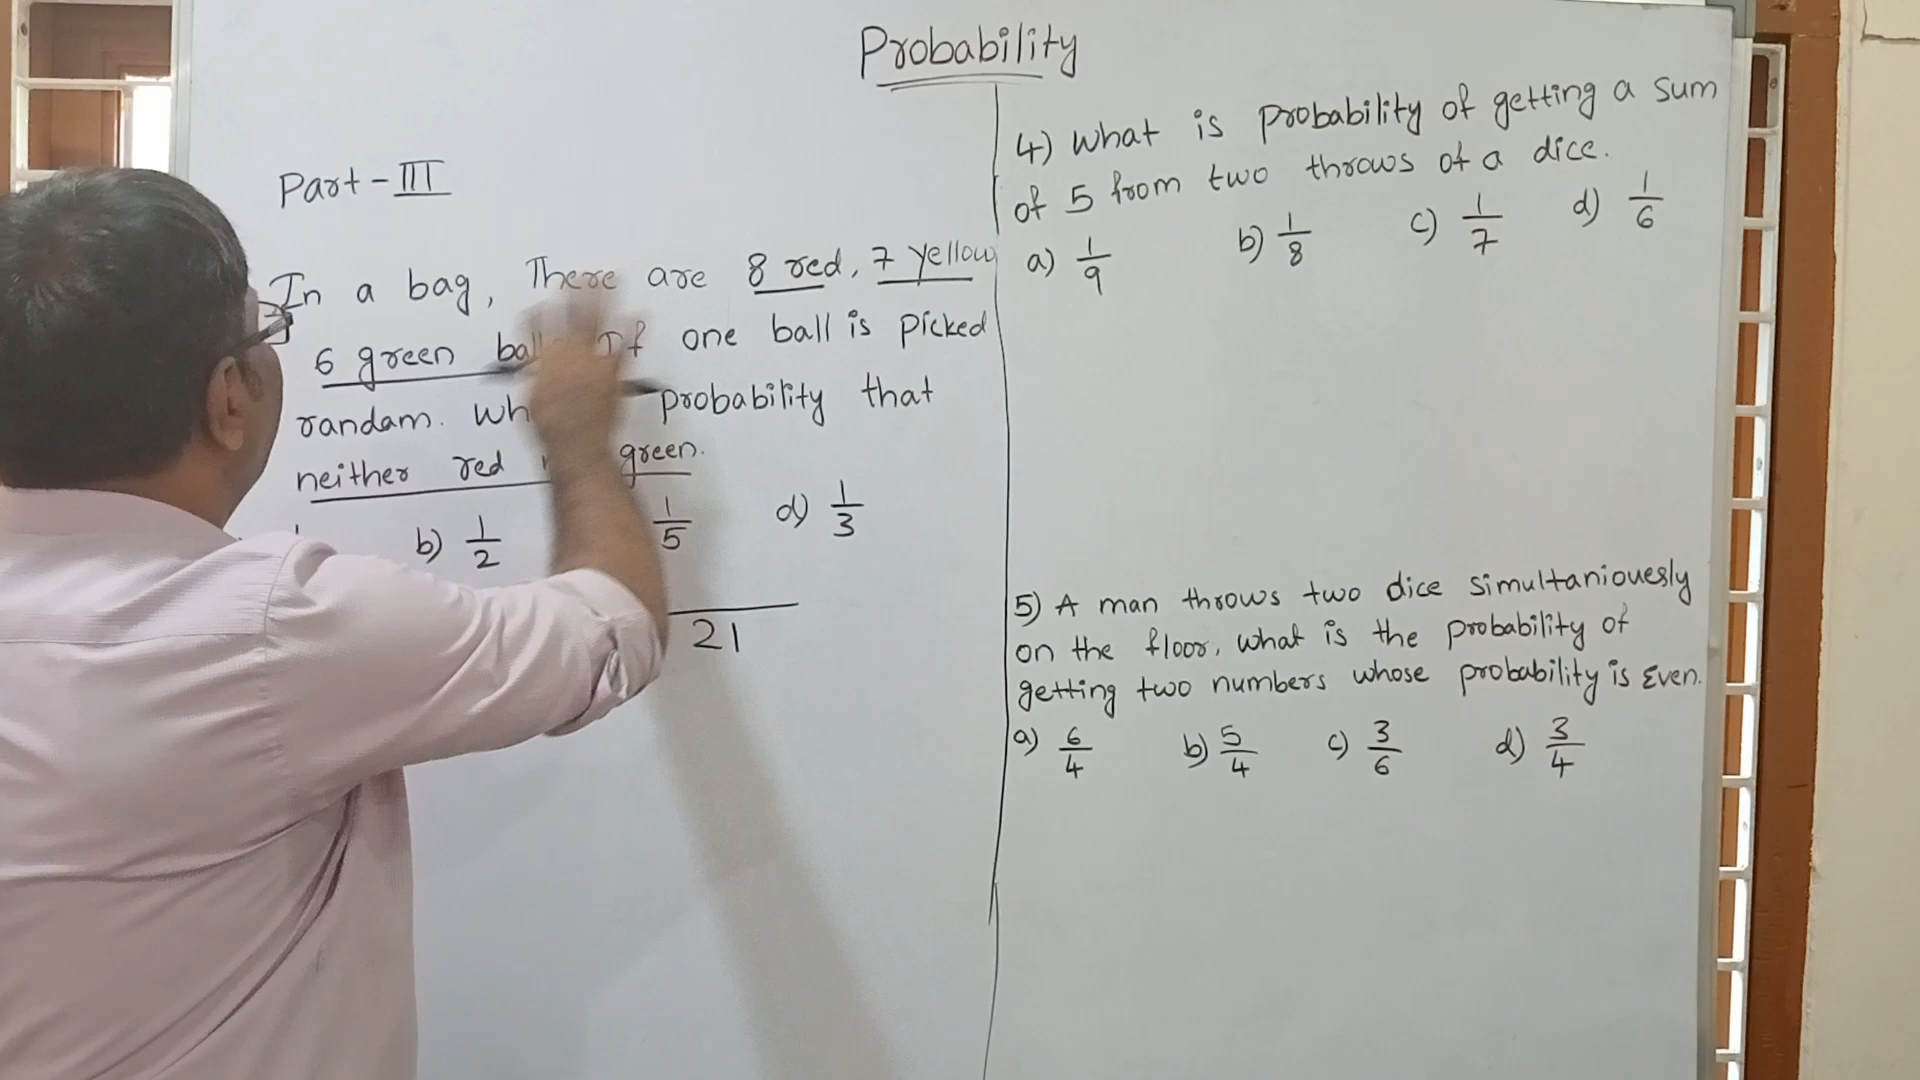 Probability
Part - III
In a bag, There are 8 red, 7 yellow
6 green ball If one ball is picked
randam. Wh probability that
neither red green.
b) 1/2 1/5 d) 1/3
21
4) What is probability of getting a sum
of 5 from two throws of a dice.
a) 1/9 b) 1/8 c) 1/7 d) 1/6
5) A man throws two dice simultaniouesly
on the floor, what is the probability of
getting two numbers whose probability is Even.
a) 6/4 b) 5/4 c) 3/6 d) 3/4